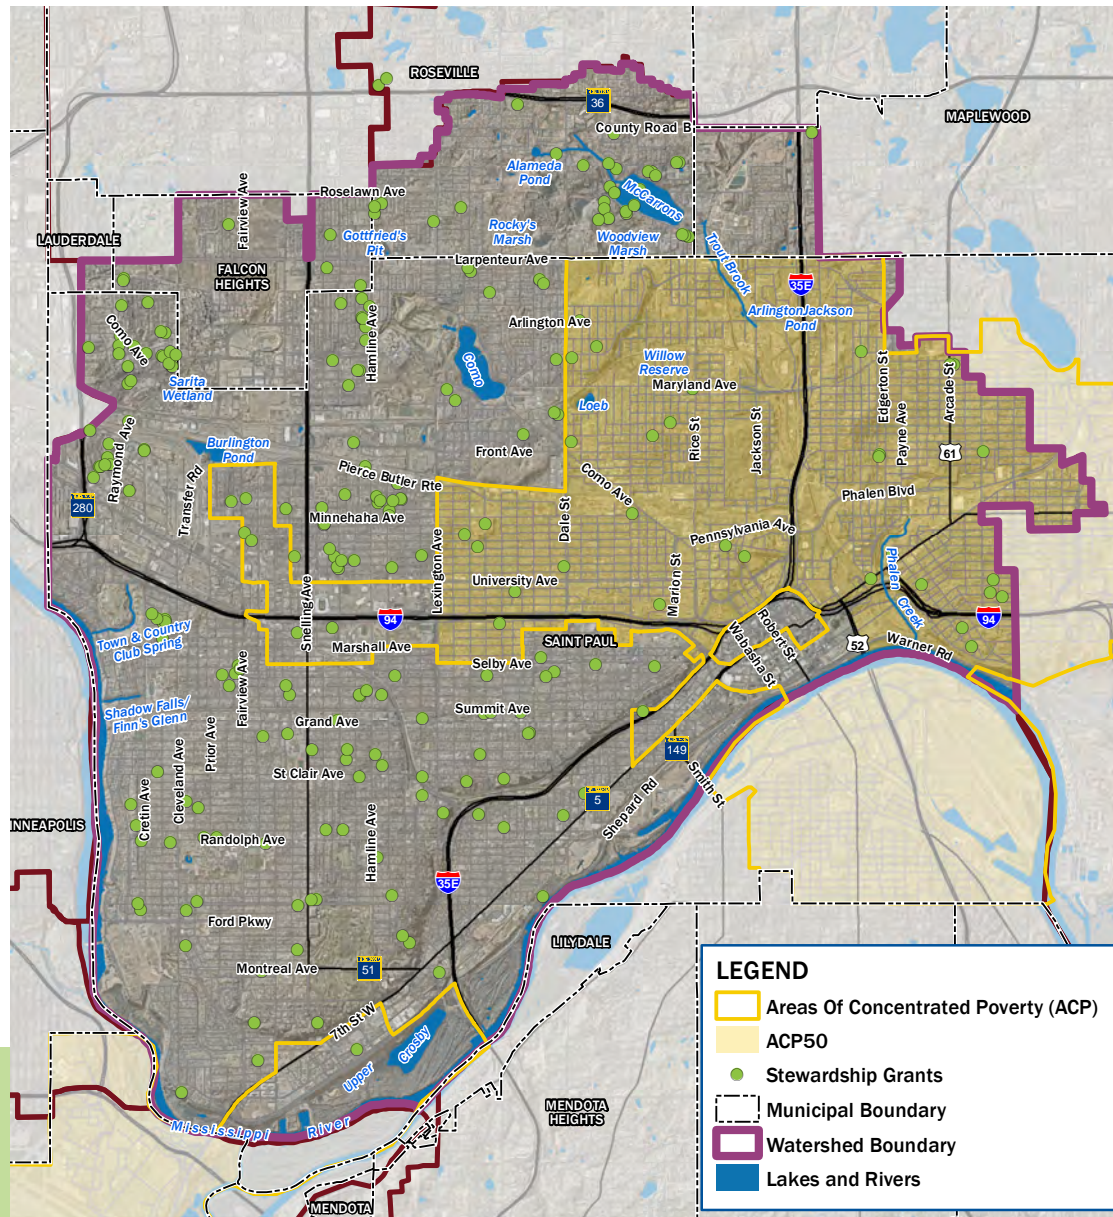 ROSEVILLE
36
MAPLEWOOD
County Road B
Alameda
Pond
McCarrons
Fairview Ave
Roselawn Ave
LAUDERDALE
Gottfried's
Pit
Rocky's
Marsh
Woodview
Marsh
Trout Brook
FALCON
HEIGHTS
Larpenteur Ave
35E
Como Ave
Hamline Ave
Arlington Ave
ArlingtonJackson
Pond
Como
Willow
Reserve
Edgerton St
Sarita
Wetland
Maryland Ave
Loeb
Payne Ave
Arcade St
Raymond Ave
Burlington
Pond
Front Ave
Rice St
Jackson St
61
Transfer Rd
Pierce Butler Rte
Como Ave
280
Phalen Blvd
Minnehaha Ave
Dale St
Pennsylvania Ave
Lexington Ave
University Ave
Marion St
Phalen Creek
Snelling Ave
94
94
Town & Country
Club Spring
Marshall Ave
SAINT PAUL
Robert St
Wabasha St
52
Warner Rd
Selby Ave
Fairview Ave
Shadow Falls/
Finn's Glenn
Grand Ave
Summit Ave
Prior Ave
Cleveland Ave
149
St Clair Ave
Smith St
Cretin Ave
5
Shepard Rd
INNEAPOLIS
Randolph Ave
Hamline Ave
35E
Ford Pkwy
LILYDALE
Montreal Ave
51
7th St W
Crosby
Upper
Mississippi River
MENDOTA
HEIGHTS
MENDOTA
LEGEND
Areas Of Concentrated Poverty (ACP)
ACP50
Stewardship Grants
Municipal Boundary
Watershed Boundary
Lakes and Rivers